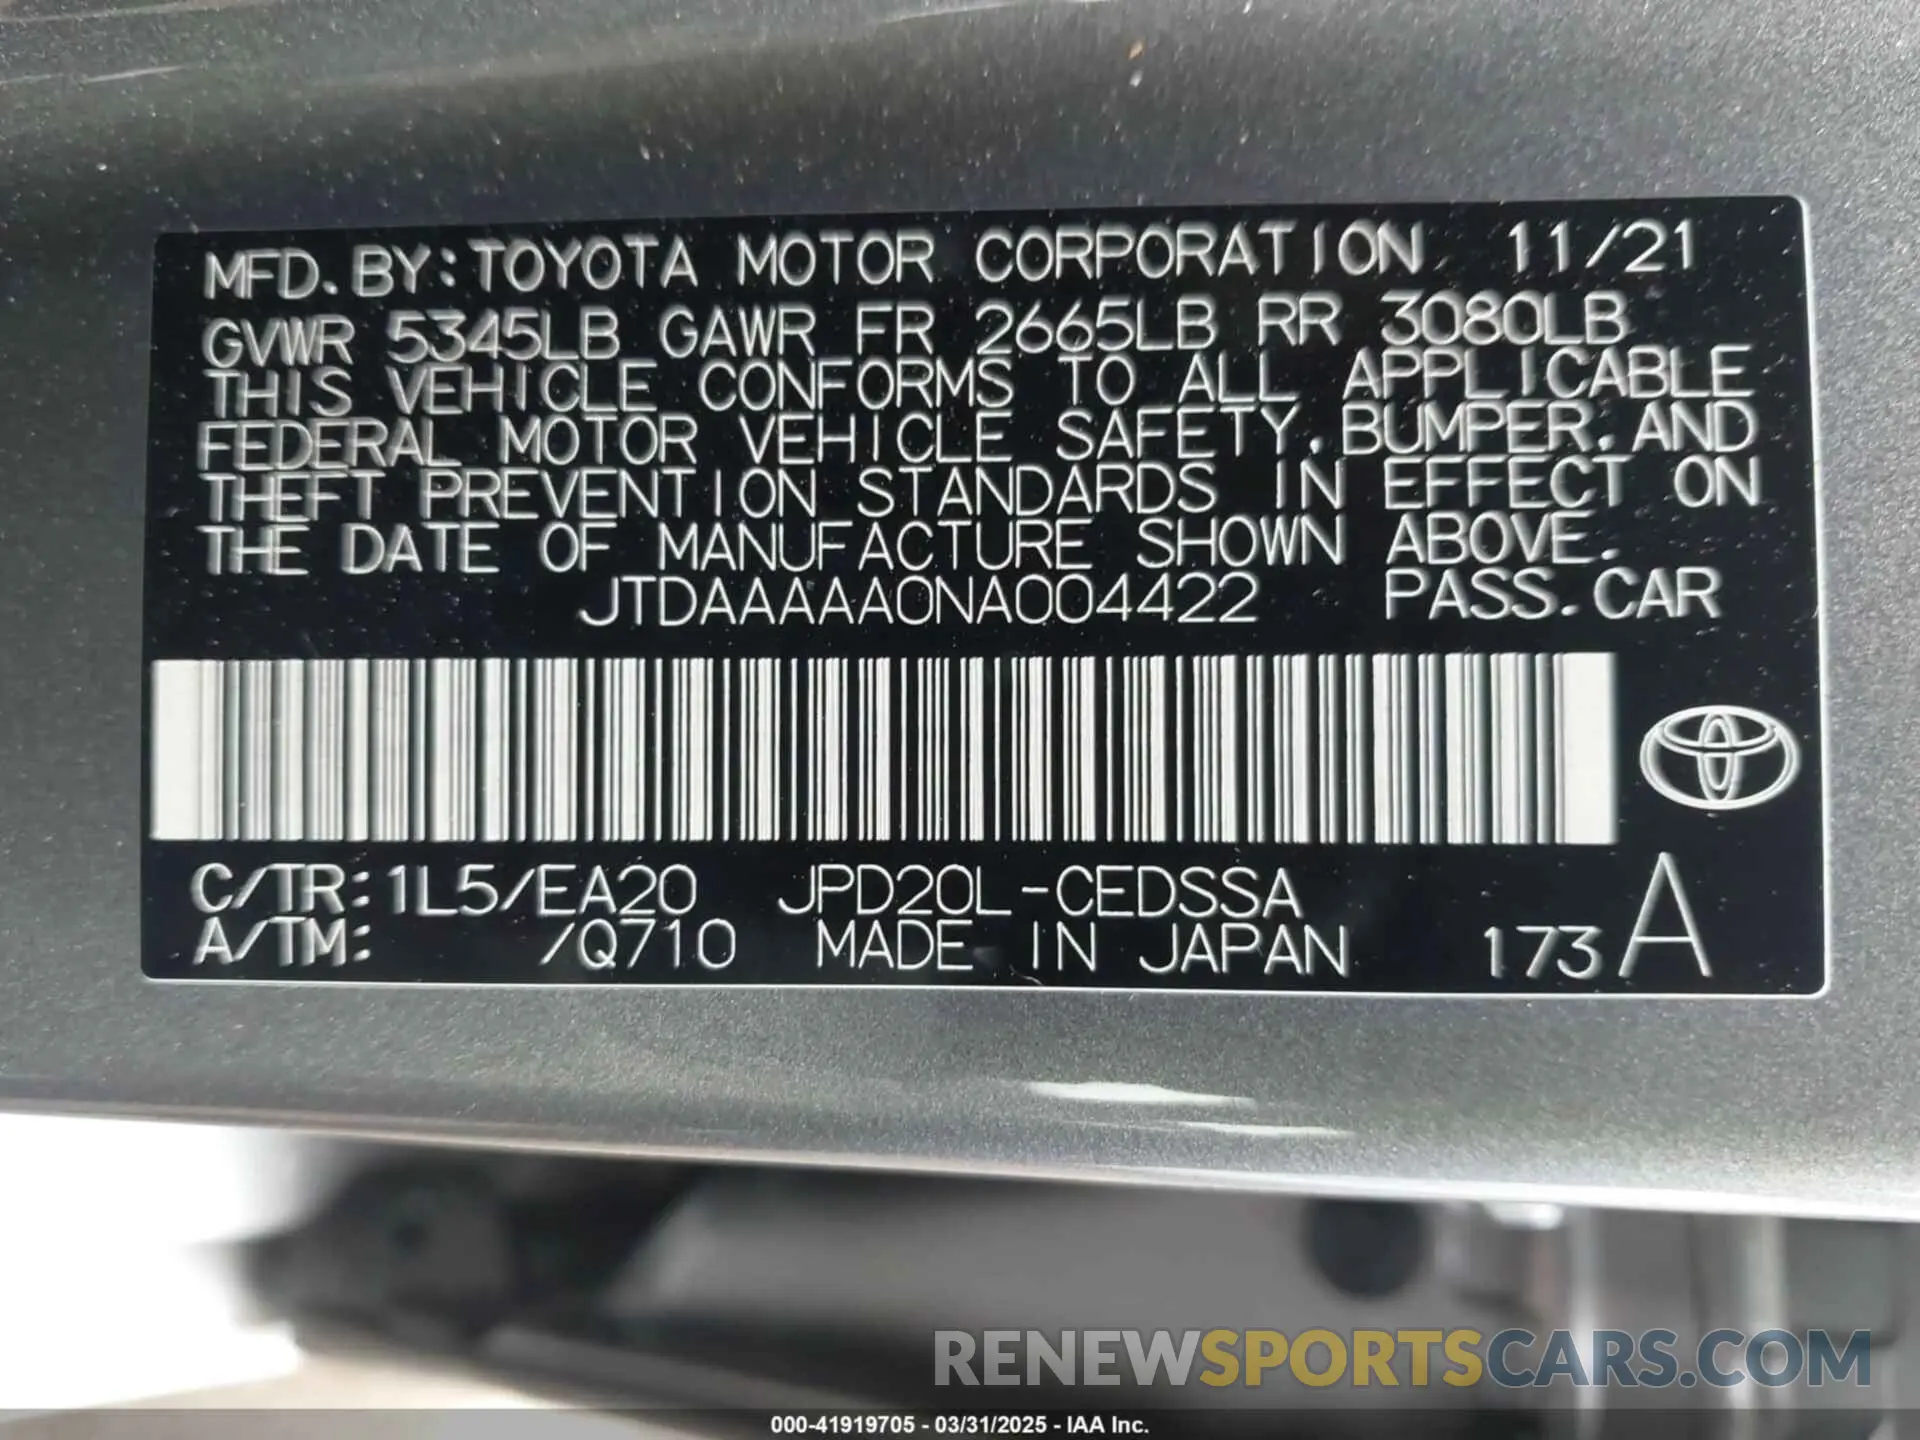 MFD. BY: TOYOTA MOTOR CORPORATION 11/21
GVWR 5345LB GAWR FR 2665LB RR 3080LB
THIS VEHICLE CONFORMS TO ALL APPLICABLE
FEDERAL MOTOR VEHICLE SAFETY, BUMPER, AND
THEFT PREVENTION STANDARDS IN EFFECT ON
THE DATE OF MANUFACTURE SHOWN ABOVE.
JTDAAAAA0NA004422 PASS. CAR
C/TR: 1L5/EA20 JPD20L-CEDSSA
A/TM: /Q710 MADE IN JAPAN 173 A
RENEWSPORTSCARS.COM
000-41919705 - 03/31/2025 - IAA Inc.